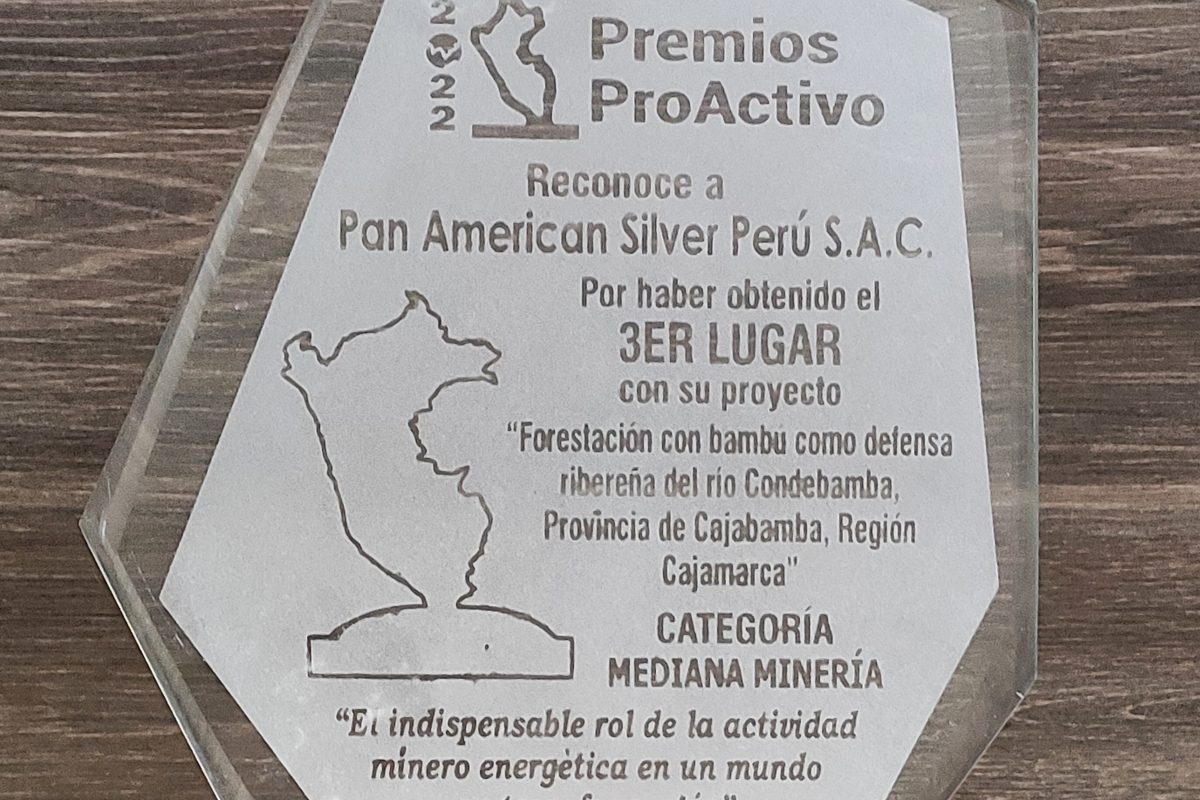 2022
Premios
ProActivo
Reconoce a
Pan American Silver Perú S.A.C.
Por haber obtenido el
3ER LUGAR
con su proyecto
“Forestación con bambú como defensa
ribereña del río Condebamba,
Provincia de Cajabamba, Región
Cajamarca”
CATEGORÍA
MEDIANA MINERÍA
“El indispensable rol de la actividad
minero energètica en un mundo